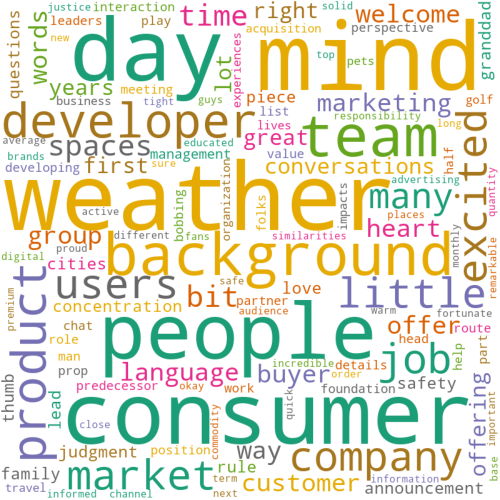 justice interaction time right welcome solid
leaders play acquisition perspective
questions words new day mind top pets granddad
years meeting lot experiences piece marketing golf
business tight guys list responsibility
developer great team long
average spaces first management lives value conversations half excited
brands educated
developing sure advertising quantity
weather many
active bobbing organization folks impacts places
group proud different fans similarities heart monthly remarkable
digital cities background
users safe love warm little fortunate
premium concentration bit partner audience offer route
product chat people head job help part
role details
man prop language incredible order buyer foundation safety important
thumb lead predecessor okay work quick
close consumer offering base
judgment position commodity way company
family market term rule customer information announcement
travel informed channel next